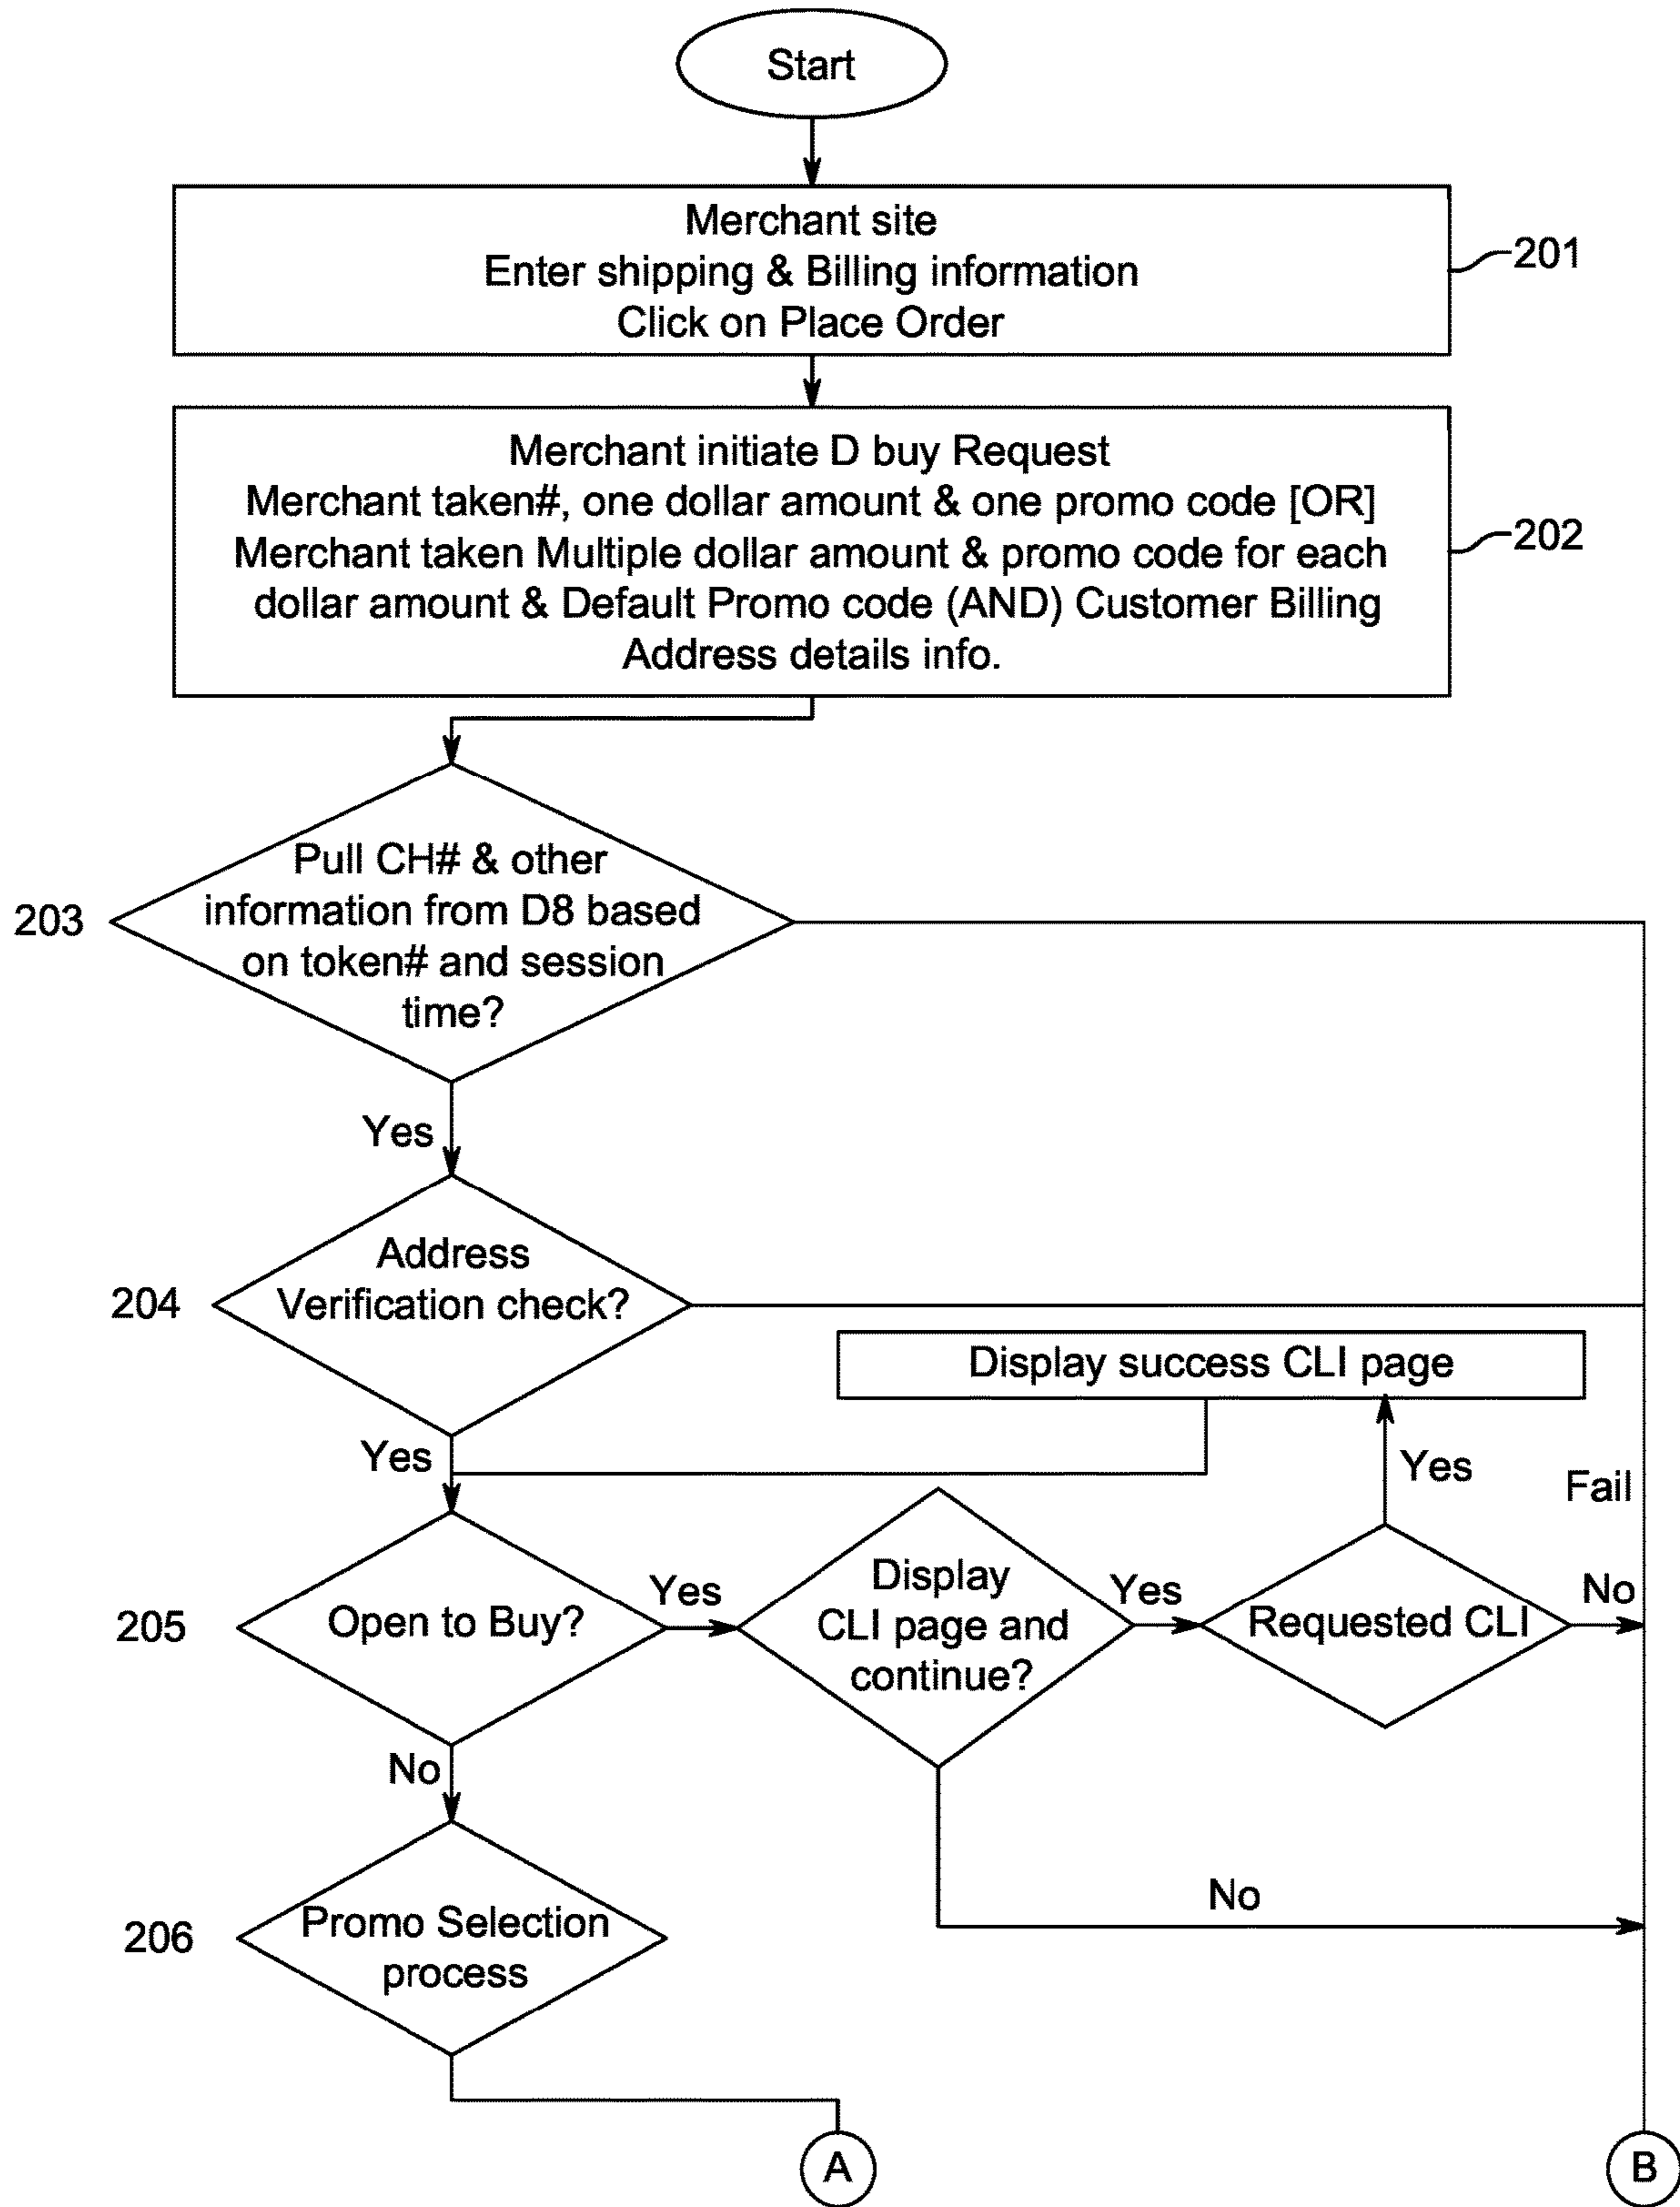 Start
Merchant site
Enter shipping & Billing information
Click on Place Order
201
Merchant initiate D buy Request
Merchant taken#, one dollar amount & one promo code [OR]
Merchant taken Multiple dollar amount & promo code for each
dollar amount & Default Promo code (AND) Customer Billing
Address details info.
202
Pull CH# & other
information from D8 based
on token# and session
time?
203
Yes
Address
Verification check?
204
Display success CLI page
Yes
Yes
Fail
Open to Buy?
205
Yes
Display
CLI page and
continue?
Yes
Requested CLI
No
No
No
Promo Selection
process
206
A
B